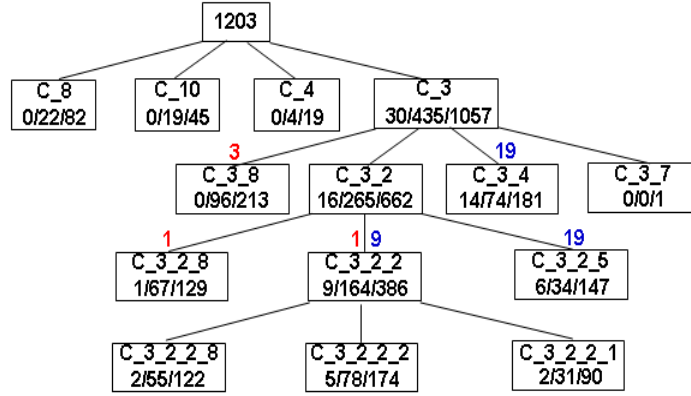 1203
C_8
0/22/82
C_10
0/19/45
C_4
0/4/19
C_3
30/435/1057
3
19
C_3_8
0/96/213
C_3_2
16/265/662
C_3_4
14/74/181
C_3_7
0/0/1
1
1 9
19
C_3_2_8
1/67/129
C_3_2_2
9/164/386
C_3_2_5
6/34/147
C_3_2_2_8
2/55/122
C_3_2_2_2
5/78/174
C_3_2_2_1
2/31/90